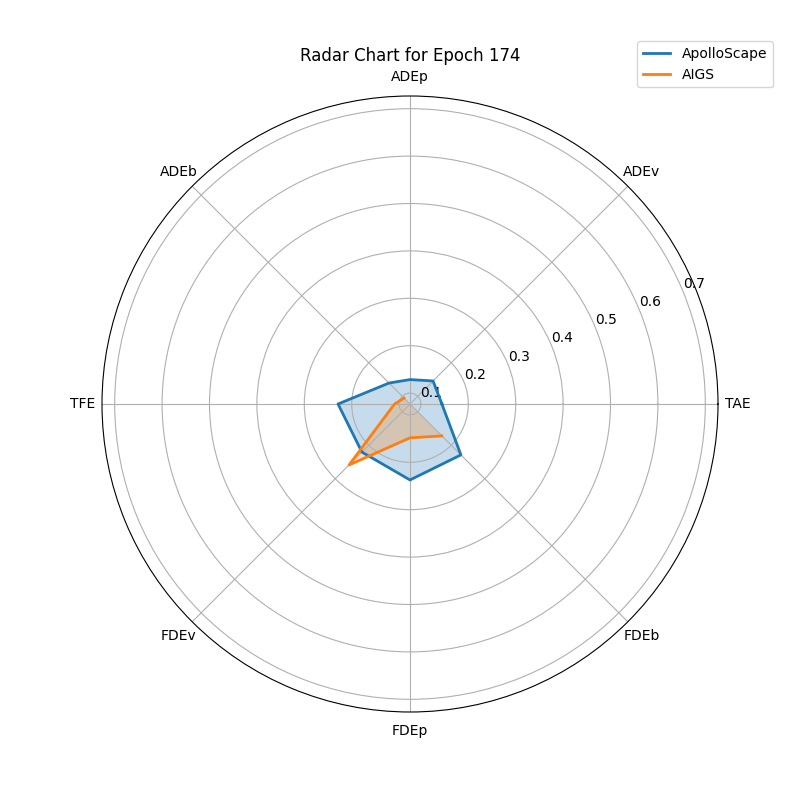 Radar Chart for Epoch 174
ApolloScape
AIGS
ADEp
ADEb
ADEv
0.7
0.6
0.5
0.4
0.3
0.2
0.1
TFE
TAE
FDEv
FDEb
FDEp